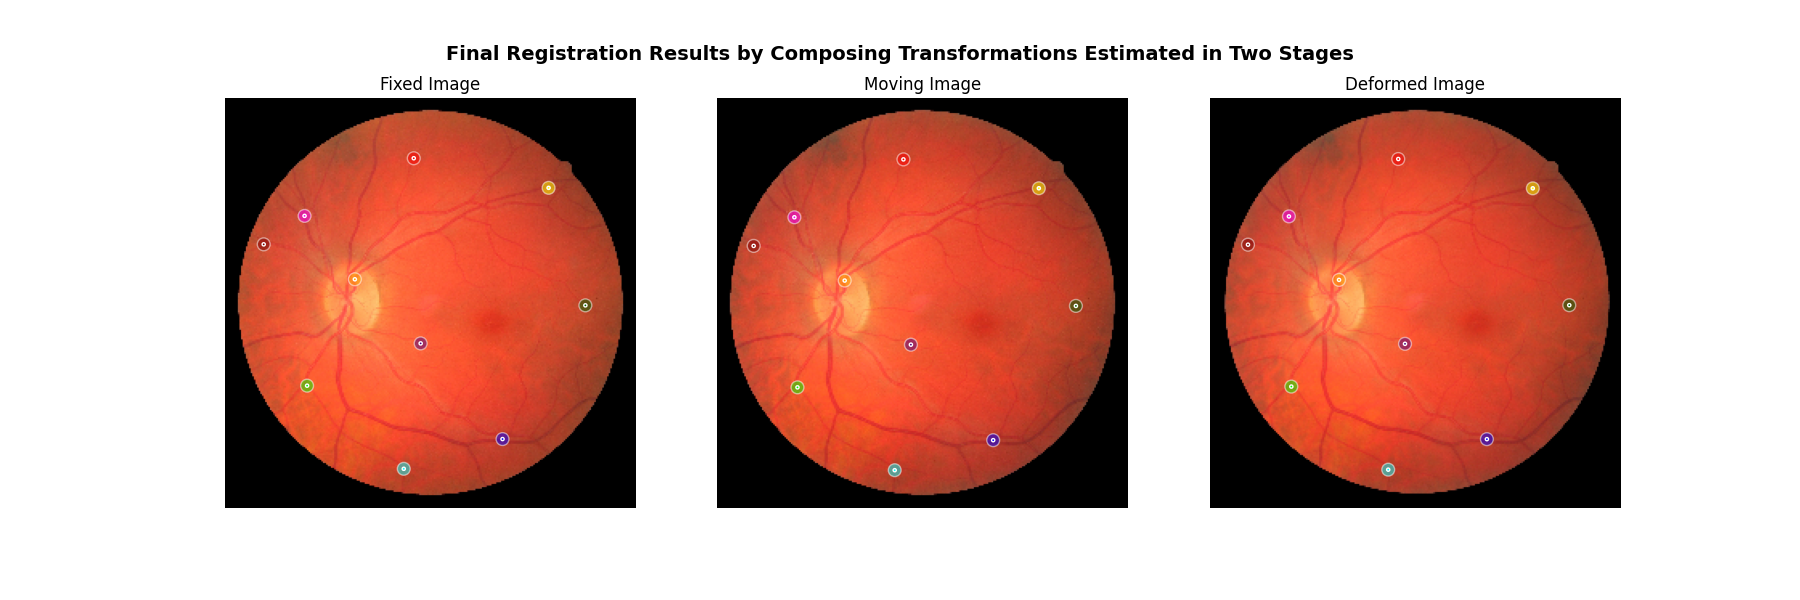 Final Registration Results by Composing Transformations Estimated in Two Stages
Fixed Image
Moving Image
Deformed Image